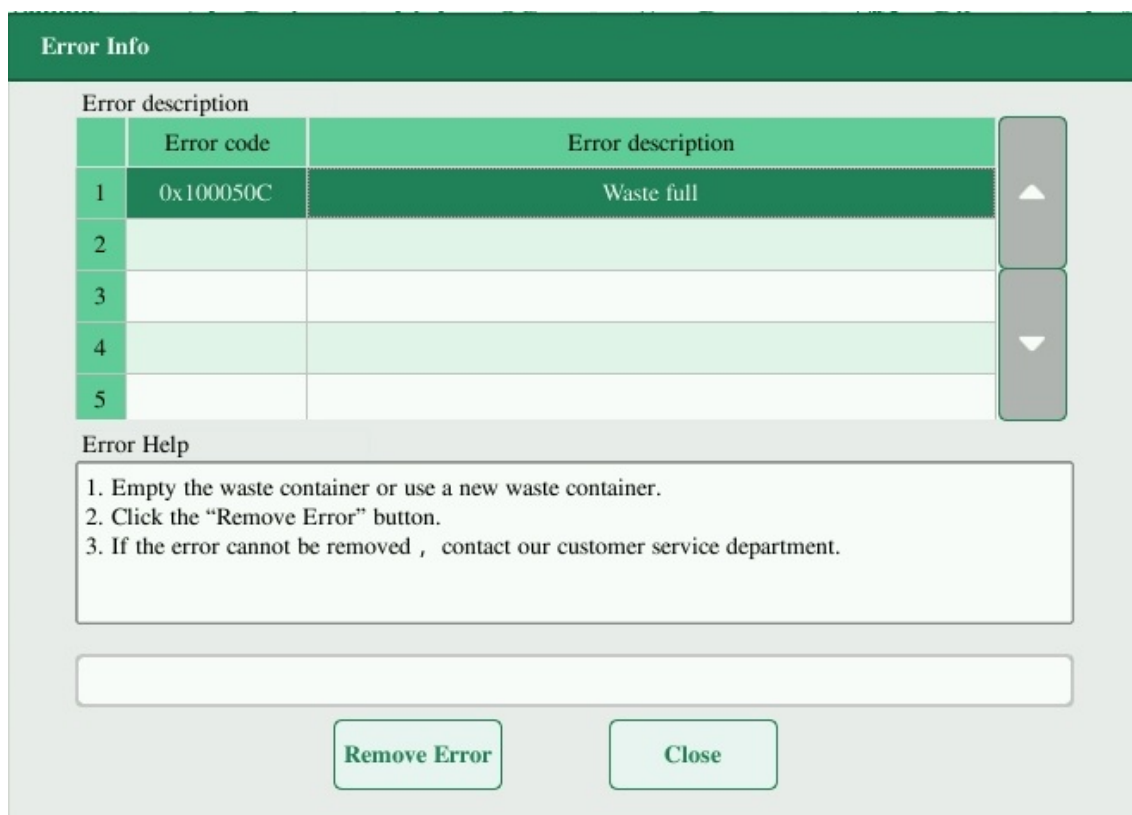 Error Info
Error description
Error code Error description
1 0x100050C Waste full
2
3
4
5
Error Help
1. Empty the waste container or use a new waste container.
2. Click the “Remove Error” button.
3. If the error cannot be removed , contact our customer service department.
Remove Error Close